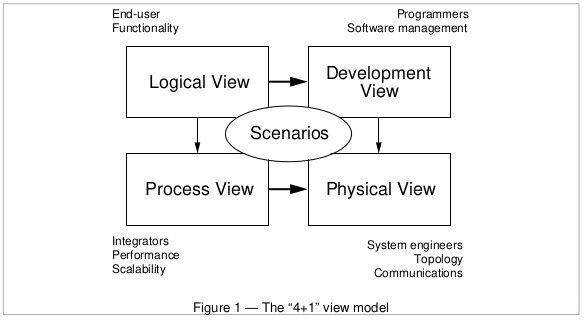 End-user
Functionality
Programmers
Software management
Logical View
Development
View
Scenarios
Process View
Physical View
Integrators
Performance
Scalability
System engineers
Topology
Communications
Figure 1 — The “4+1” view model